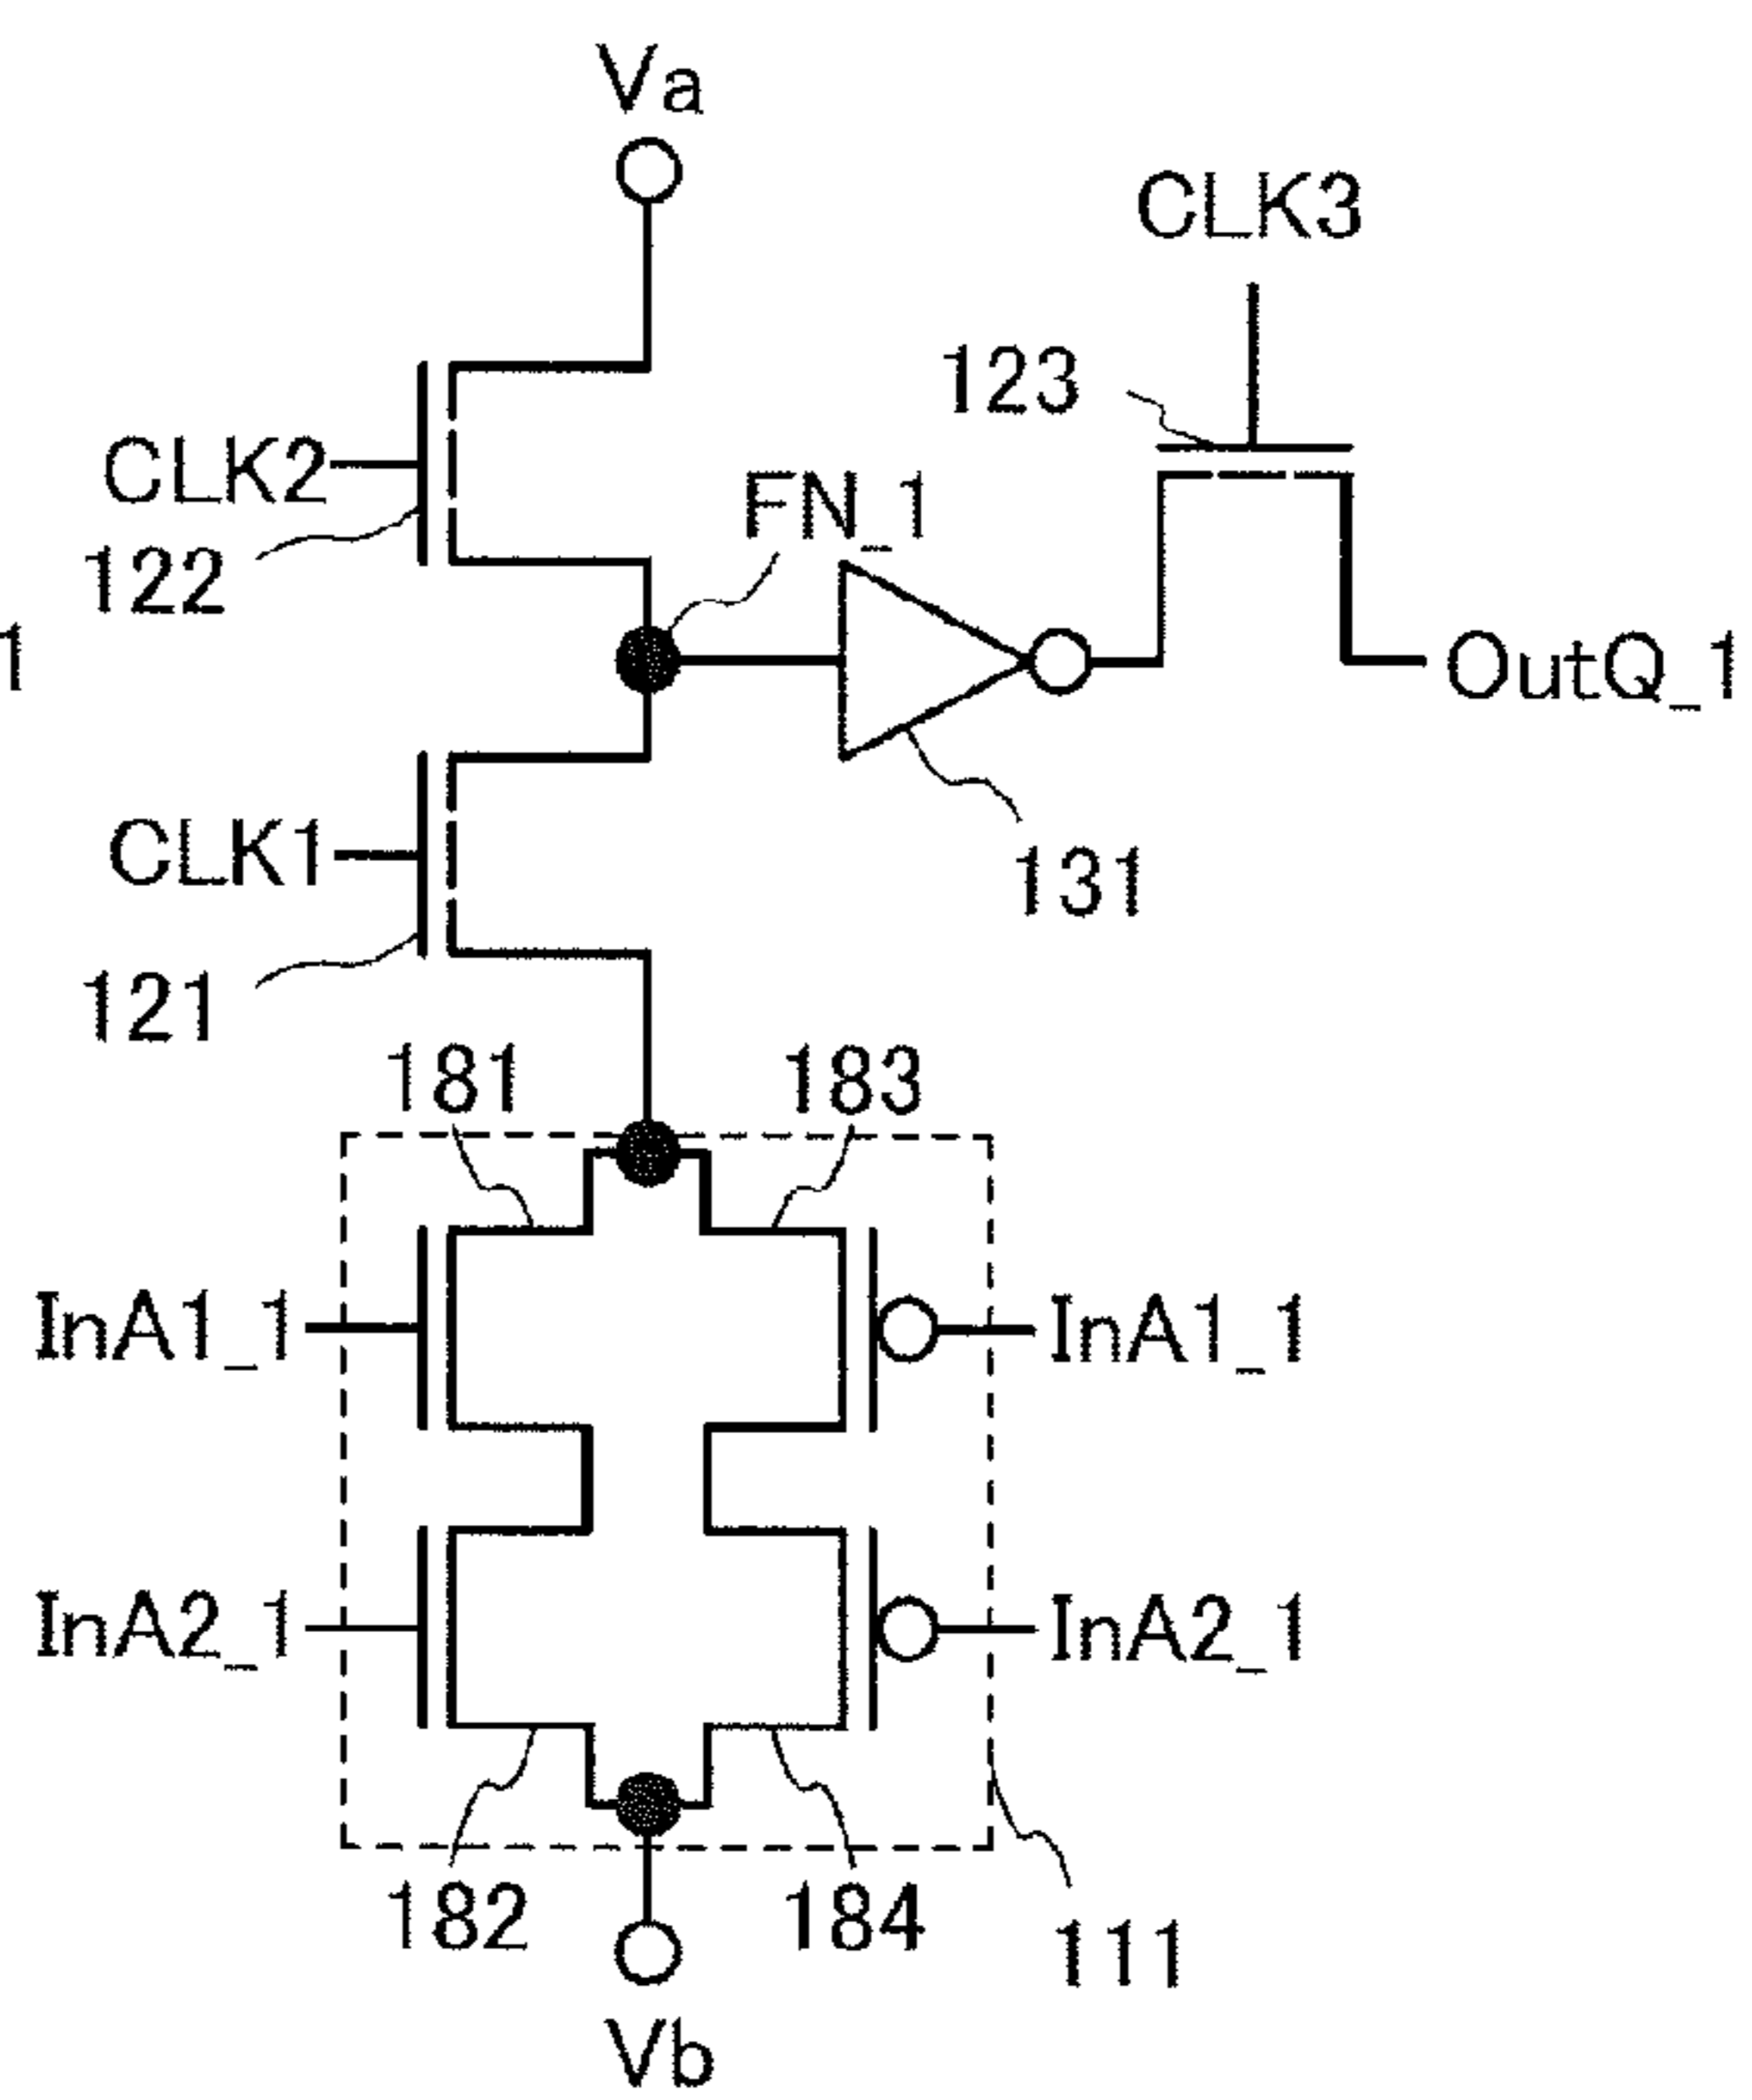 Va
CLK3
123
CLK2
FN_1
122
1
OutQ_1
CLK1
131
121
181
183
InA1_1
InA1_1
InA2_1
InA2_1
182
184
111
Vb